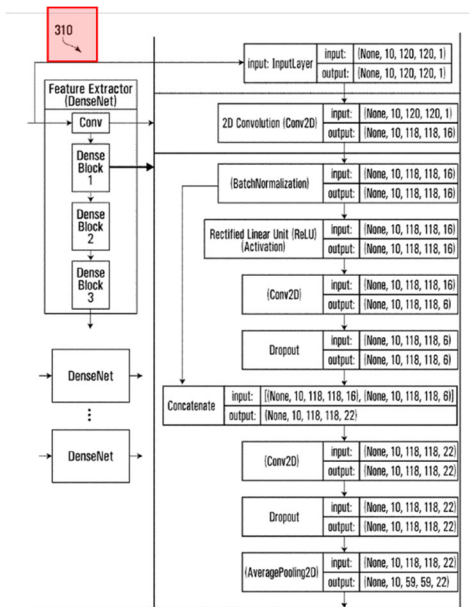 310
input: InputLayer
input: (None, 10, 120, 120, 1)
output: (None, 10, 120, 120, 1)
Feature Extractor
(DenseNet)
Conv
Dense
Block
1
Dense
Block
2
Dense
Block
3
DenseNet
DenseNet
2D Convolution (Conv2D)
input: (None, 10, 120, 120, 1)
output: (None, 10, 118, 118, 16)
(BatchNormalization)
input: (None, 10, 118, 118, 16)
output: (None, 10, 118, 118, 16)
Rectified Linear Unit (ReLU)
(Activation)
input: (None, 10, 118, 118, 16)
output: (None, 10, 118, 118, 16)
(Conv2D)
input: (None, 10, 118, 118, 16)
output: (None, 10, 118, 118, 6)
Dropout
input: (None, 10, 118, 118, 6)
output: (None, 10, 118, 118, 6)
Concatenate
input: [(None, 10, 118, 118, 16), (None, 10, 118, 118, 6)]
output: (None, 10, 118, 118, 22)
(Conv2D)
input: (None, 10, 118, 118, 22)
output: (None, 10, 118, 118, 22)
Dropout
input: (None, 10, 118, 118, 22)
output: (None, 10, 118, 118, 22)
(AveragePooling2D)
input: (None, 10, 118, 118, 22)
output: (None, 10, 59, 59, 22)